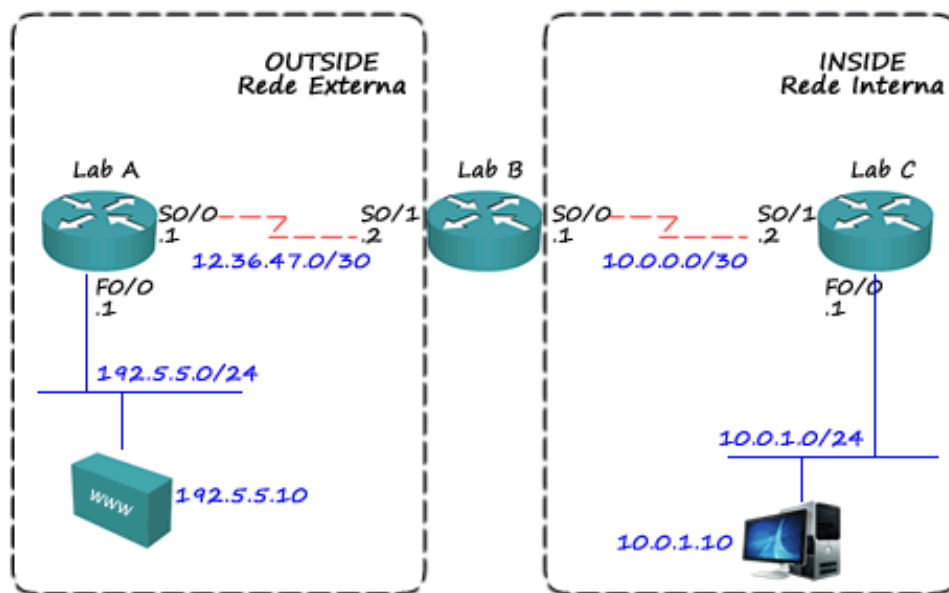 OUTSIDE
Rede Externa
INSIDE
Rede Interna
Lab A
Lab B
Lab C
S0/0
.1
S0/1
.2
12.36.47.0/30
S0/0
.1
S0/1
.2
10.0.0.0/30
F0/0
.1
F0/0
.1
192.5.5.0/24
www
192.5.5.10
10.0.1.0/24
10.0.1.10